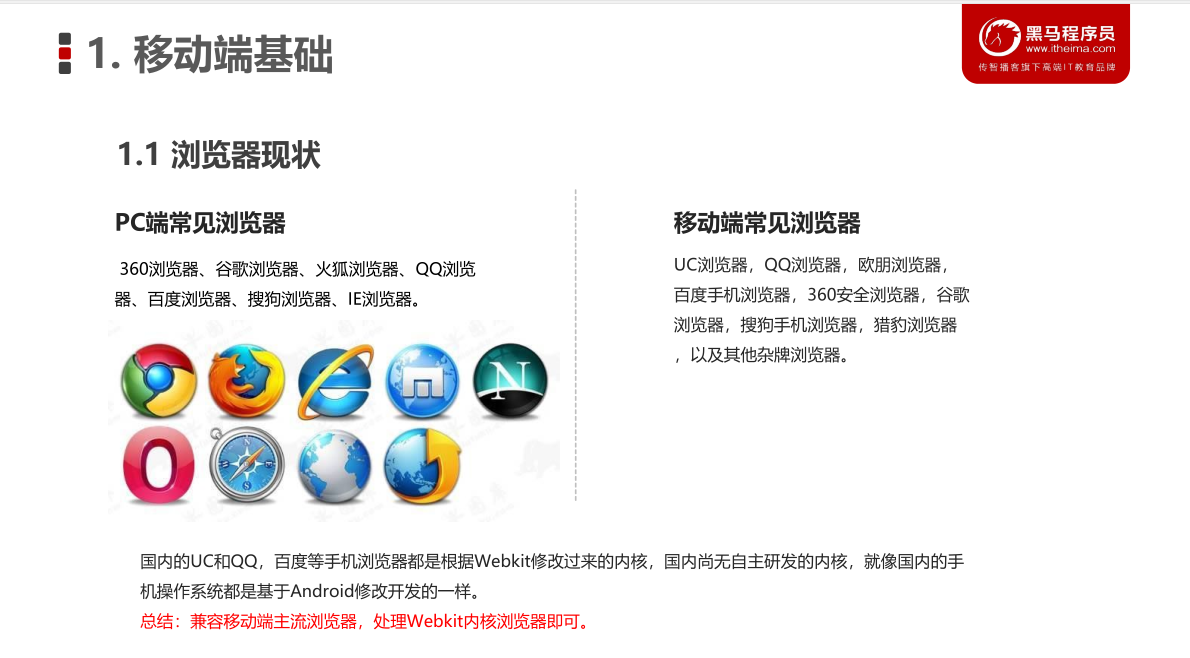 1. 移动端基础
黑马程序员
www.itheima.com
传智播客旗下高端IT教育品牌
1.1 浏览器现状
PC端常见浏览器
360浏览器、谷歌浏览器、火狐浏览器、QQ浏览
器、百度浏览器、搜狗浏览器、IE浏览器。
移动端常见浏览器
UC浏览器，QQ浏览器，欧朋浏览器，
百度手机浏览器，360安全浏览器，谷歌
浏览器，搜狗手机浏览器，猎豹浏览器
，以及其他杂牌浏览器。
N
国内的UC和QQ，百度等手机浏览器都是根据Webkit修改过来的内核，国内尚无自主研发的内核，就像国内的手
机操作系统都是基于Android修改开发的一样。
总结：兼容移动端主流浏览器，处理Webkit内核浏览器即可。